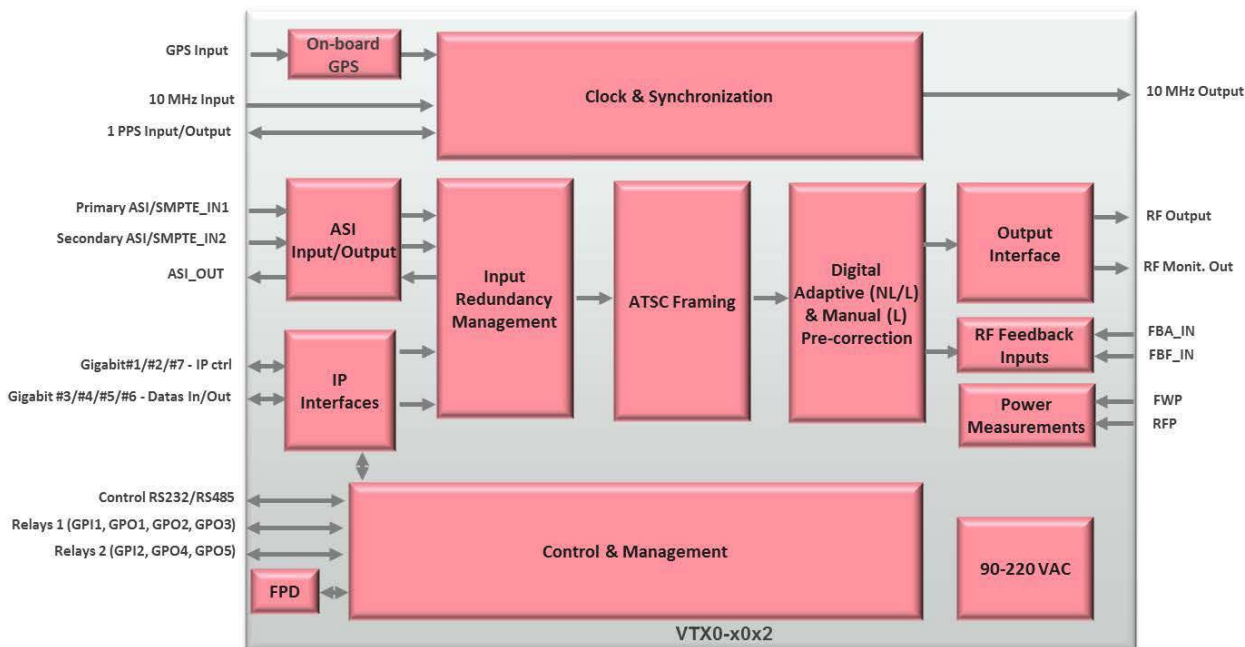 GPS Input
On-board
GPS
10 MHz Input
1 PPS Input/Output
Clock & Synchronization
10 MHz Output
Primary ASI/SMPTE_IN1
Secondary ASI/SMPTE_IN2
ASI_OUT
ASI
Input/Output
Input
Redundancy
Management
ATSC Framing
Digital
Adaptive (NL/L)
& Manual (L)
Pre-correction
Output
Interface
RF Output
RF Monit. Out
Gigabit#1/#2/#7 - IP ctrl
Gigabit #3/#4/#5/#6 - Datas In/Out
IP
Interfaces
RF Feedback
Inputs
FBA_IN
FBF_IN
Power
Measurements
FWP
RFP
Control RS232/RS485
Relays 1 (GPI1, GPO1, GPO2, GPO3)
Relays 2 (GPI2, GPO4, GPO5)
FPD
Control & Management
90-220 VAC
VTX0-x0x2